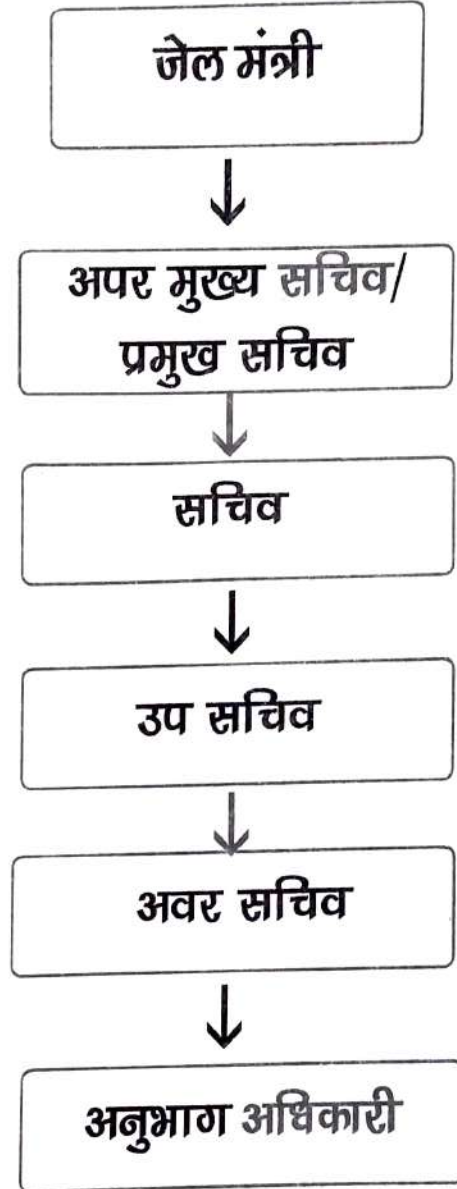 जेल मंत्री
अपर मुख्य सचिव/
प्रमुख सचिव
सचिव
उप सचिव
अवर सचिव
अनुभाग अधिकारी